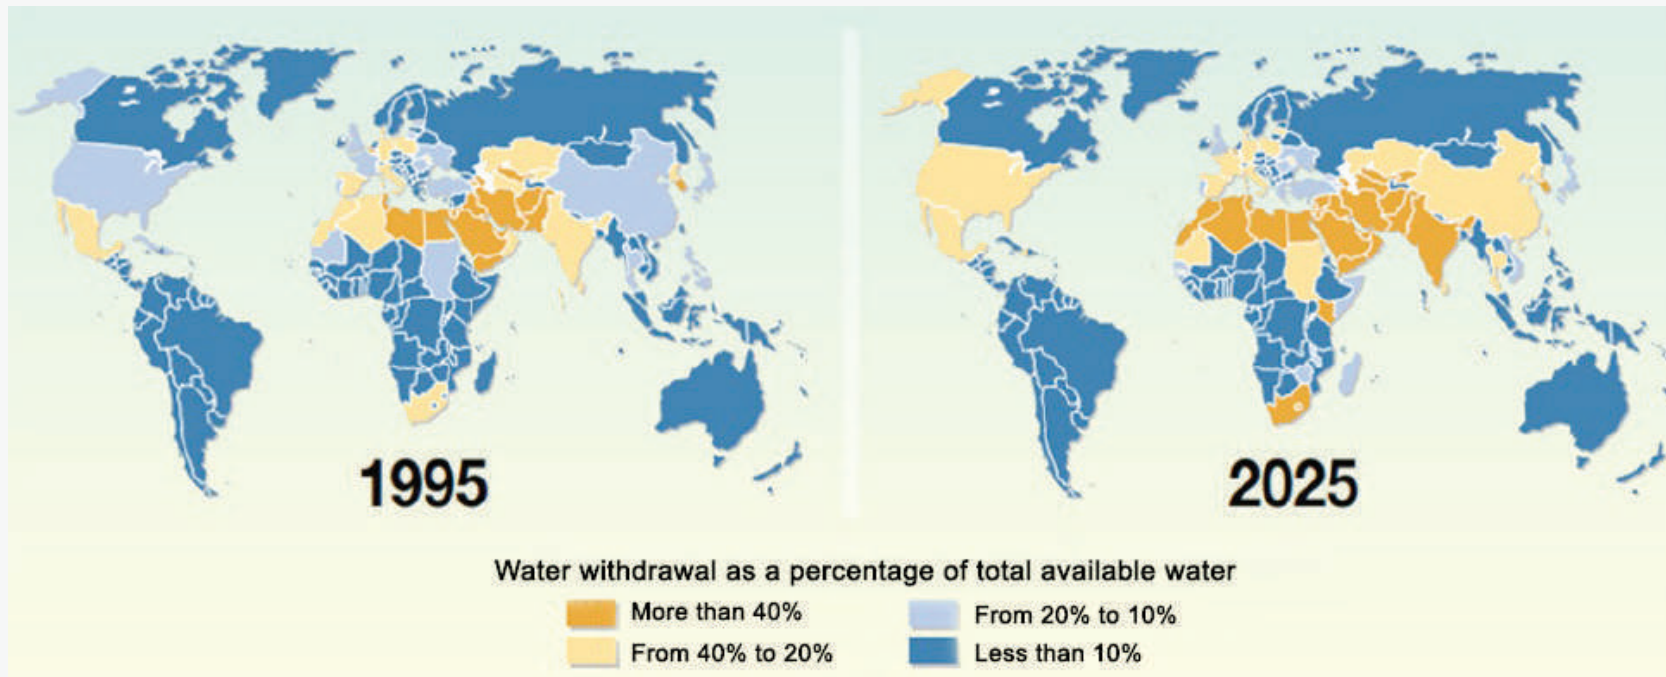 1995
2025
Water withdrawal as a percentage of total available water
More than 40%
From 20% to 10%
From 40% to 20%
Less than 10%